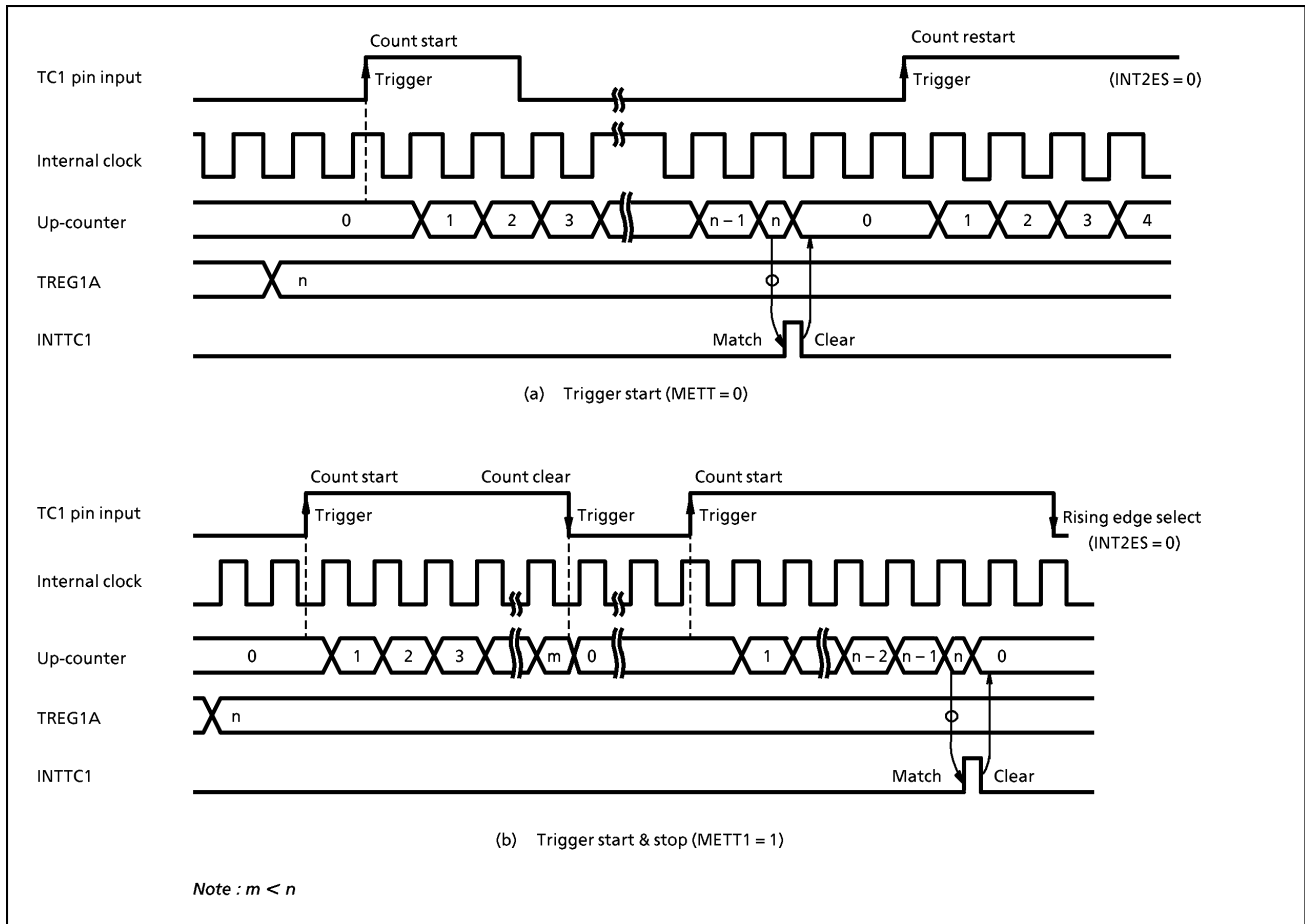 Count start
Count restart
TC1 pin input
Trigger
Trigger
(INT2ES = 0)
Internal clock
Up-counter
0
1
2
3
n – 1
n
0
1
2
3
4
TREG1A
n
INTTC1
Match
Clear
(a) Trigger start (METT = 0)
Count start
Count clear
Count start
TC1 pin input
Trigger
Trigger
Trigger
Rising edge select
(INT2ES = 0)
Internal clock
Up-counter
0
1
2
3
m
0
1
n – 2
n – 1
n
0
TREG1A
n
INTTC1
Match
Clear
(b) Trigger start & stop (METT1 = 1)
Note : m < n